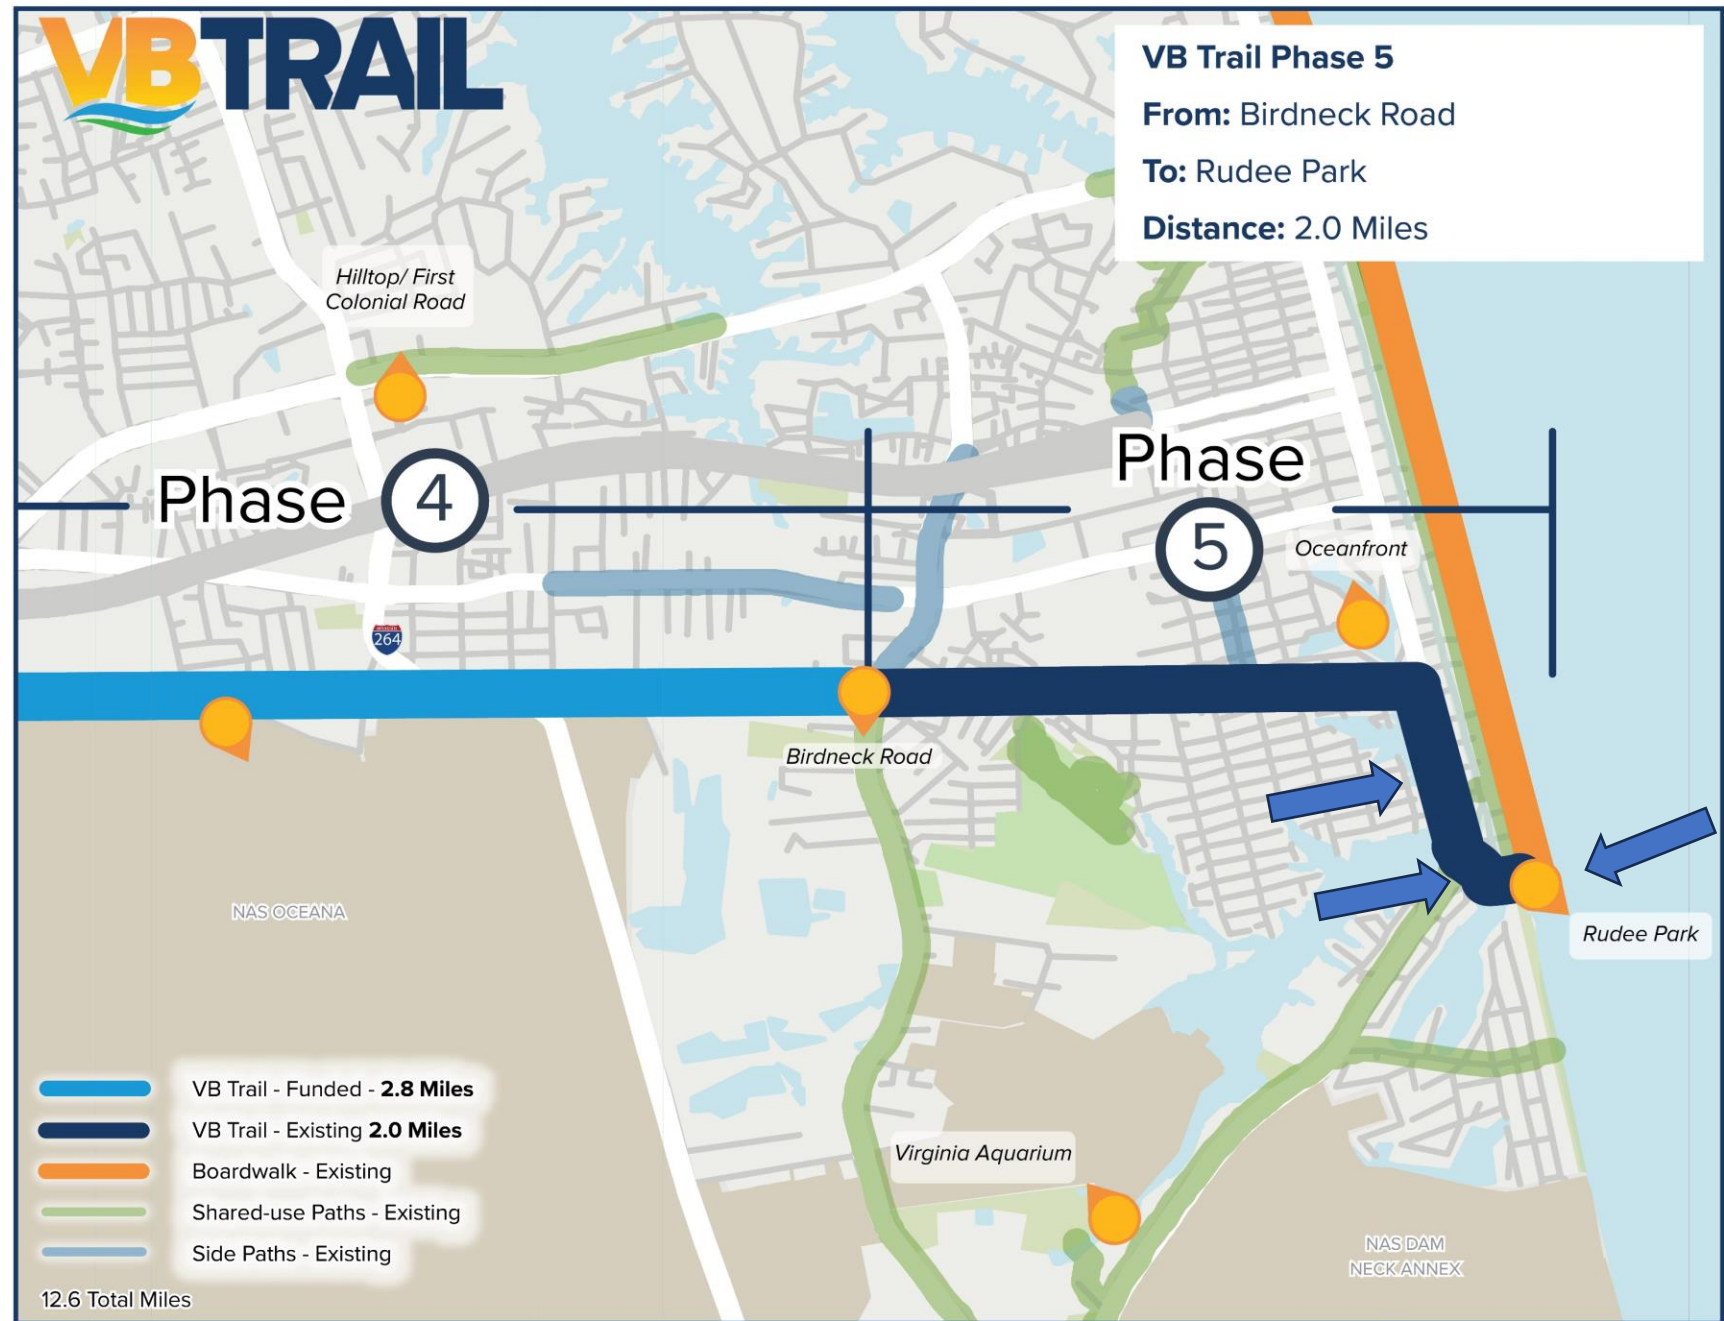 VBTRAIL
VB Trail Phase 5
From: Birdneck Road
To: Rudee Park
Distance: 2.0 Miles
Hilltop/ First
Colonial Road
Phase 4
Phase
5
Oceanfront
264
Birdneck Road
NAS OCEANA
Rudee Park
Virginia Aquarium
NAS DAM
NECK ANNEX
VB Trail - Funded - 2.8 Miles
VB Trail - Existing 2.0 Miles
Boardwalk - Existing
Shared-use Paths - Existing
Side Paths - Existing
12.6 Total Miles